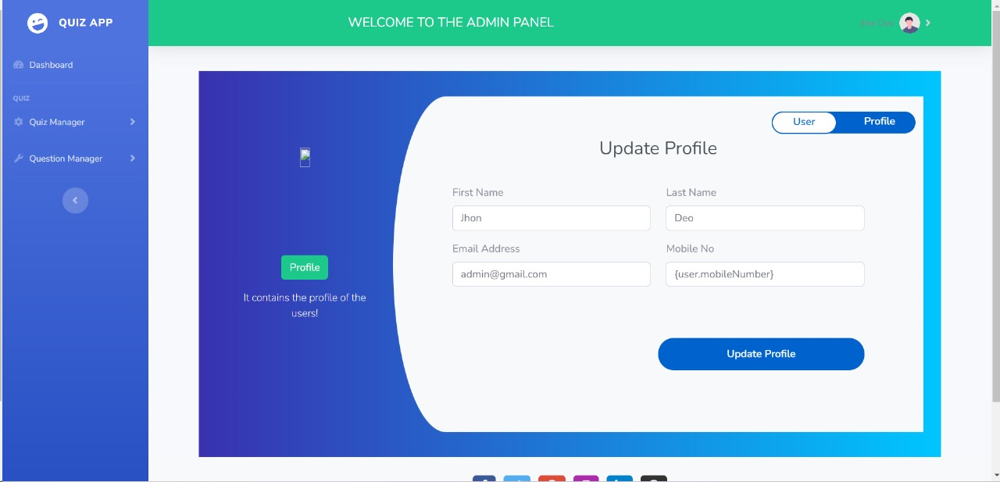 QUIZ APP
WELCOME TO THE ADMIN PANEL
Jhon Deo
Dashboard
QUIZ
Quiz Manager
Question Manager
User
Profile
Update Profile
First Name
Last Name
Jhon
Deo
Email Address
Mobile No
admin@gmail.com
{user.mobileNumber}
Profile
It contains the profile of the
users!
Update Profile